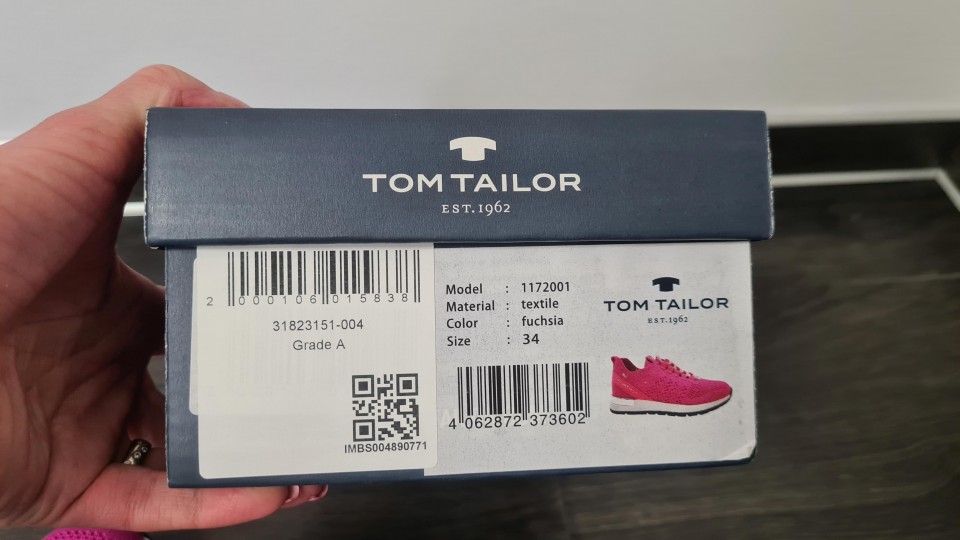 TOM TAILOR
EST.1962
2 000106 015838
31823151-004
Grade A
IMBS004890771
Model : 1172001
Material : textile
Color : fuchsia
Size : 34
TOM TAILOR
EST.1962
4 062872 373602